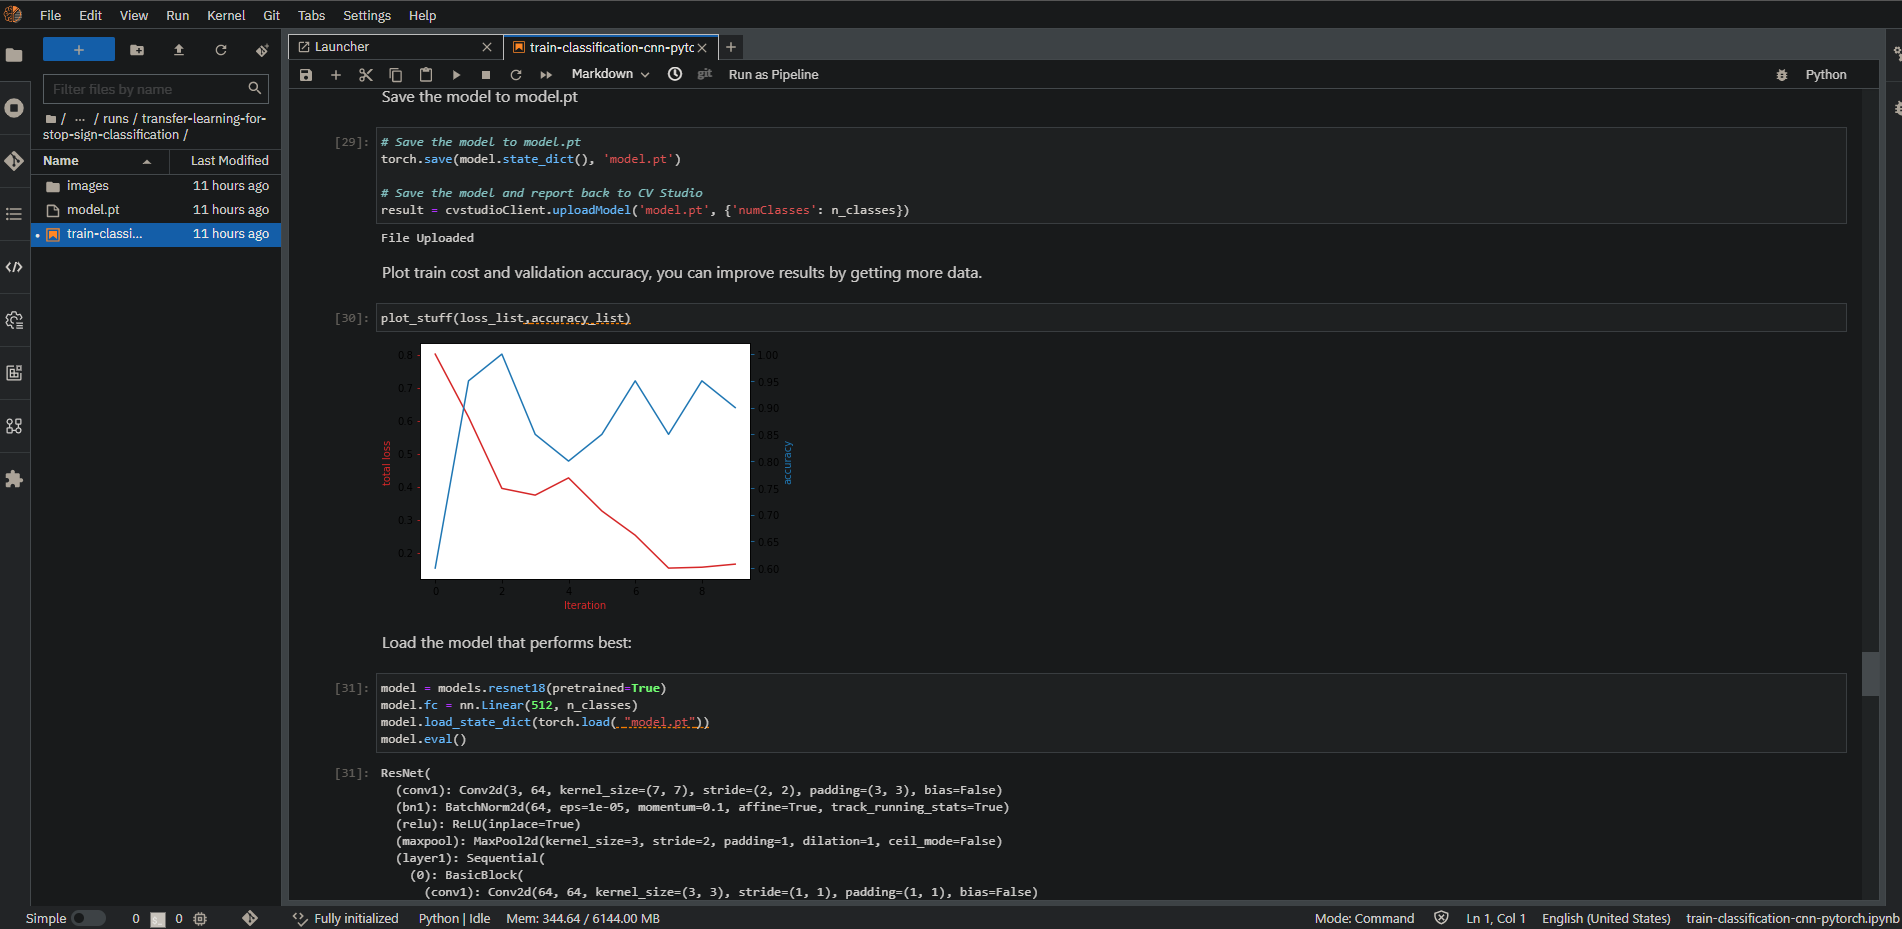 File Edit View Run Kernel Git Tabs Settings Help
+
Filter files by name
/ ... / runs / transfer-learning-for-
stop-sign-classification /
Name Last Modified
images 11 hours ago
model.pt 11 hours ago
train-classi... 11 hours ago
Launcher
train-classification-cnn-pytc
Markdown
git
Run as Pipeline
Python
Save the model to model.pt
[29]:
# Save the model to model.pt
torch.save(model.state_dict(), 'model.pt')
# Save the model and report back to CV Studio
result = cvstudioClient.uploadModel('model.pt', {'numClasses': n_classes})
File Uploaded
Plot train cost and validation accuracy, you can improve results by getting more data.
[30]:
plot_stuff(loss_list,accuracy_list)
0.8
0.7
0.6
0.5
0.4
0.3
0.2
total loss
1.00
0.95
0.90
0.85
0.80
0.75
0.70
0.65
0.60
accuracy
0 2 4 6 8
Iteration
Load the model that performs best:
[31]:
model = models.resnet18(pretrained=True)
model.fc = nn.Linear(512, n_classes)
model.load_state_dict(torch.load( "model.pt"))
model.eval()
[31]:
ResNet(
(conv1): Conv2d(3, 64, kernel_size=(7, 7), stride=(2, 2), padding=(3, 3), bias=False)
(bn1): BatchNorm2d(64, eps=1e-05, momentum=0.1, affine=True, track_running_stats=True)
(relu): ReLU(inplace=True)
(maxpool): MaxPool2d(kernel_size=3, stride=2, padding=1, dilation=1, ceil_mode=False)
(layer1): Sequential(
(0): BasicBlock(
(conv1): Conv2d(64, 64, kernel_size=(3, 3), stride=(1, 1), padding=(1, 1), bias=False)
Simple 0 0 Fully initialized Python | Idle Mem: 344.64 / 6144.00 MB Mode: Command Ln 1, Col 1 English (United States) train-classification-cnn-pytorch.ipynb